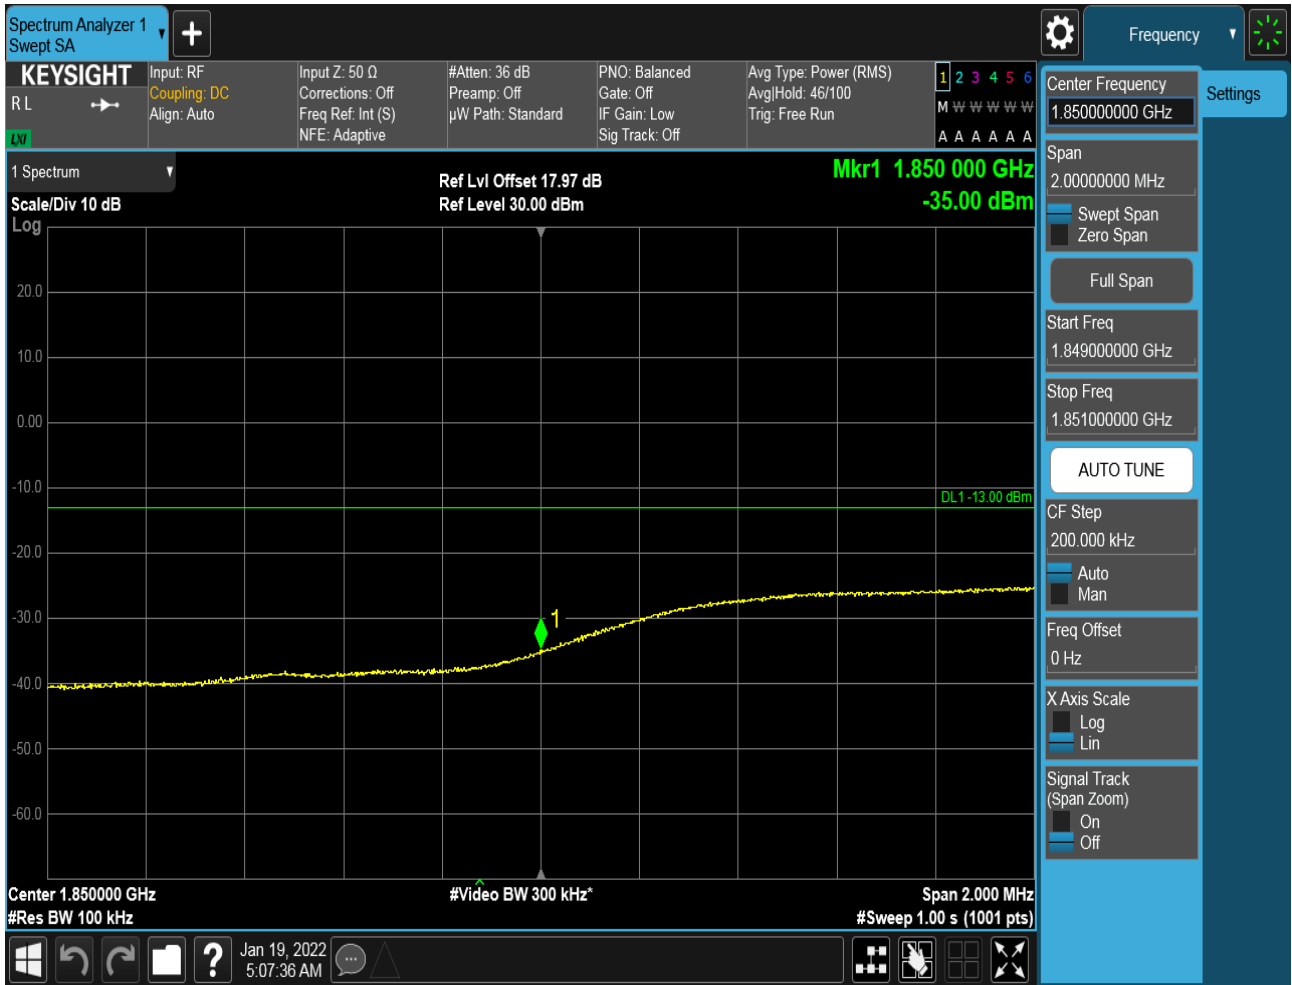 Spectrum Analyzer 1
Swept SA
Frequency
KEYSIGHT
R L
LXI
Input: RF
Coupling: DC
Align: Auto
Input Z: 50 Ω
Corrections: Off
Freq Ref: Int (S)
NFE: Adaptive
#Atten: 36 dB
Preamp: Off
µW Path: Standard
PNO: Balanced
Gate: Off
IF Gain: Low
Sig Track: Off
Avg Type: Power (RMS)
Avg|Hold: 46/100
Trig: Free Run
1 2 3 4 5 6
M W W W W W
A A A A A A
1 Spectrum
Scale/Div 10 dB
Log
Ref Lvl Offset 17.97 dB
Ref Level 30.00 dBm
Mkr1 1.850 000 GHz
-35.00 dBm
20.0
10.0
0.00
-10.0
DL1 -13.00 dBm
-20.0
-30.0
1
-40.0
-50.0
-60.0
Center 1.850000 GHz
#Res BW 100 kHz
#Video BW 300 kHz*
Span 2.000 MHz
#Sweep 1.00 s (1001 pts)
Center Frequency
1.850000000 GHz
Settings
Span
2.00000000 MHz
Swept Span
Zero Span
Full Span
Start Freq
1.849000000 GHz
Stop Freq
1.851000000 GHz
AUTO TUNE
CF Step
200.000 kHz
Auto
Man
Freq Offset
0 Hz
X Axis Scale
Log
Lin
Signal Track
(Span Zoom)
On
Off
?
Jan 19, 2022
5:07:36 AM